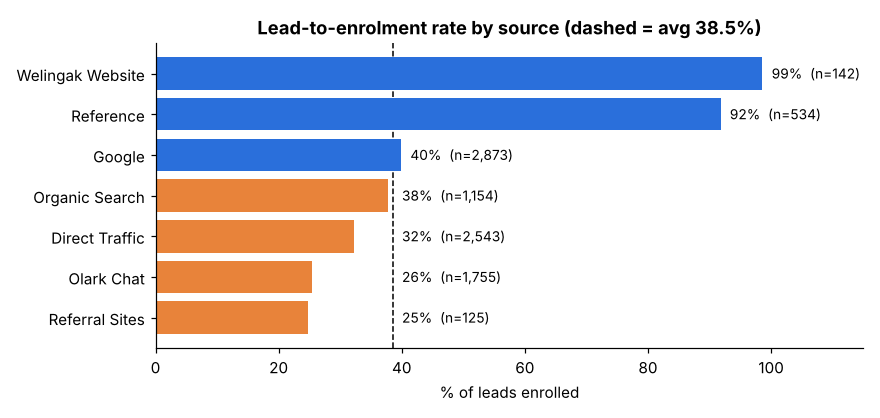 Lead-to-enrolment rate by source (dashed = avg 38.5%)
Welingak Website 99% (n=142)
Reference 92% (n=534)
Google 40% (n=2,873)
Organic Search 38% (n=1,154)
Direct Traffic 32% (n=2,543)
Olark Chat 26% (n=1,755)
Referral Sites 25% (n=125)
0 20 40 60 80 100
% of leads enrolled